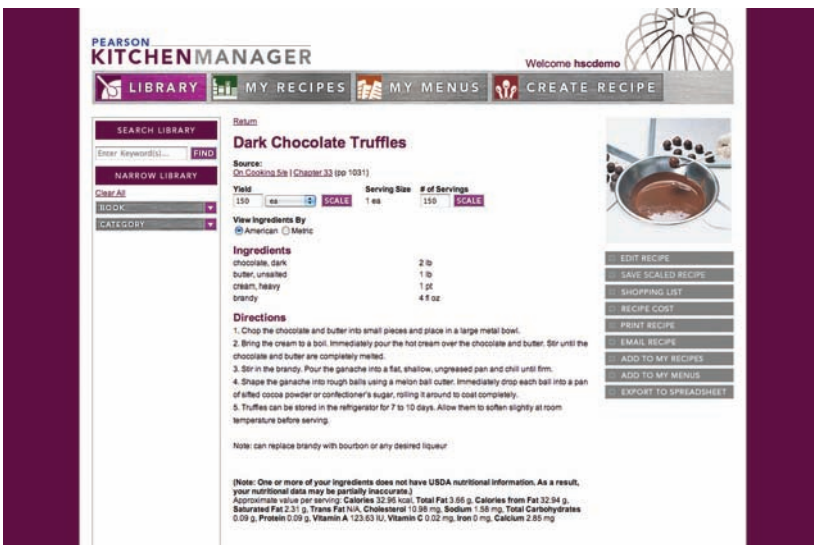 PEARSON
KITCHENMANAGER
Welcome hscdemo
LIBRARY
MY RECIPES
MY MENUS
CREATE RECIPE
SEARCH LIBRARY
Enter Keyword(s)...
FIND
NARROW LIBRARY
Clear All
BOOK
CATEGORY
Return
Dark Chocolate Truffles
Source:
On Cooking 5/e | Chapter 33 (pp 1031)
Yield Serving Size # of Servings
150 ea SCALE 1 ea 150 SCALE
View Ingredients By
American Metric
Ingredients
chocolate, dark 2 lb
butter, unsalted 1 lb
cream, heavy 1 pt
brandy 4 fl oz
Directions
1. Chop the chocolate and butter into small pieces and place in a large metal bowl.
2. Bring the cream to a boil. Immediately pour the hot cream over the chocolate and butter. Stir until the
chocolate and butter are completely melted.
3. Stir in the brandy. Pour the ganache into a flat, shallow, ungreased pan and chill until firm.
4. Shape the ganache into rough balls using a melon ball cutter. Immediately drop each ball into a pan
of sifted cocoa powder or confectioner's sugar, rolling it around to coat completely.
5. Truffles can be stored in the refrigerator for 7 to 10 days. Allow them to soften slightly at room
temperature before serving.
Note: can replace brandy with bourbon or any desired liqueur
(Note: One or more of your ingredients does not have USDA nutritional information. As a result,
your nutritional data may be partially inaccurate.)
Approximate value per serving: Calories 32.96 kcal, Total Fat 3.66 g, Calories from Fat 32.94 g,
Saturated Fat 2.31 g, Trans Fat N/A, Cholesterol 10.98 mg, Sodium 1.58 mg, Total Carbohydrates
0.09 g, Protein 0.09 g, Vitamin A 123.63 IU, Vitamin C 0.02 mg, Iron 0 mg, Calcium 2.85 mg
EDIT RECIPE
SAVE SCALED RECIPE
SHOPPING LIST
RECIPE COST
PRINT RECIPE
EMAIL RECIPE
ADD TO MY RECIPES
ADD TO MY MENUS
EXPORT TO SPREADSHEET